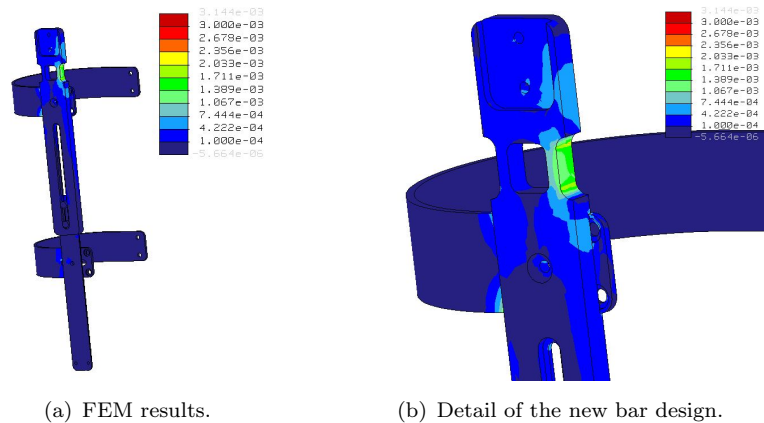 3.144e-03
3.000e-03
2.678e-03
2.356e-03
2.033e-03
1.711e-03
1.389e-03
1.067e-03
7.444e-04
4.222e-04
1.000e-04
-5.664e-06
(a) FEM results.
3.144e-03
3.000e-03
2.678e-03
2.356e-03
2.033e-03
1.711e-03
1.389e-03
1.067e-03
7.444e-04
4.222e-04
1.000e-04
-5.664e-06
(b) Detail of the new bar design.